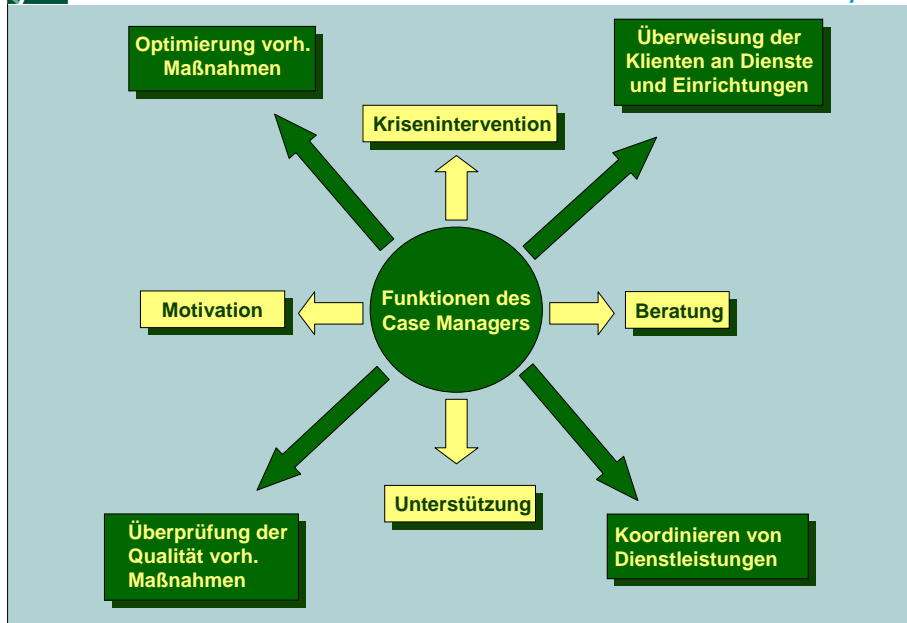 Optimierung vorh.
Maßnahmen
Überweisung der
Klienten an Dienste
und Einrichtungen
Krisenintervention
Motivation
Funktionen des
Case Managers
Beratung
Unterstützung
Überprüfung der
Qualität vorh.
Maßnahmen
Koordinieren von
Dienstleistungen